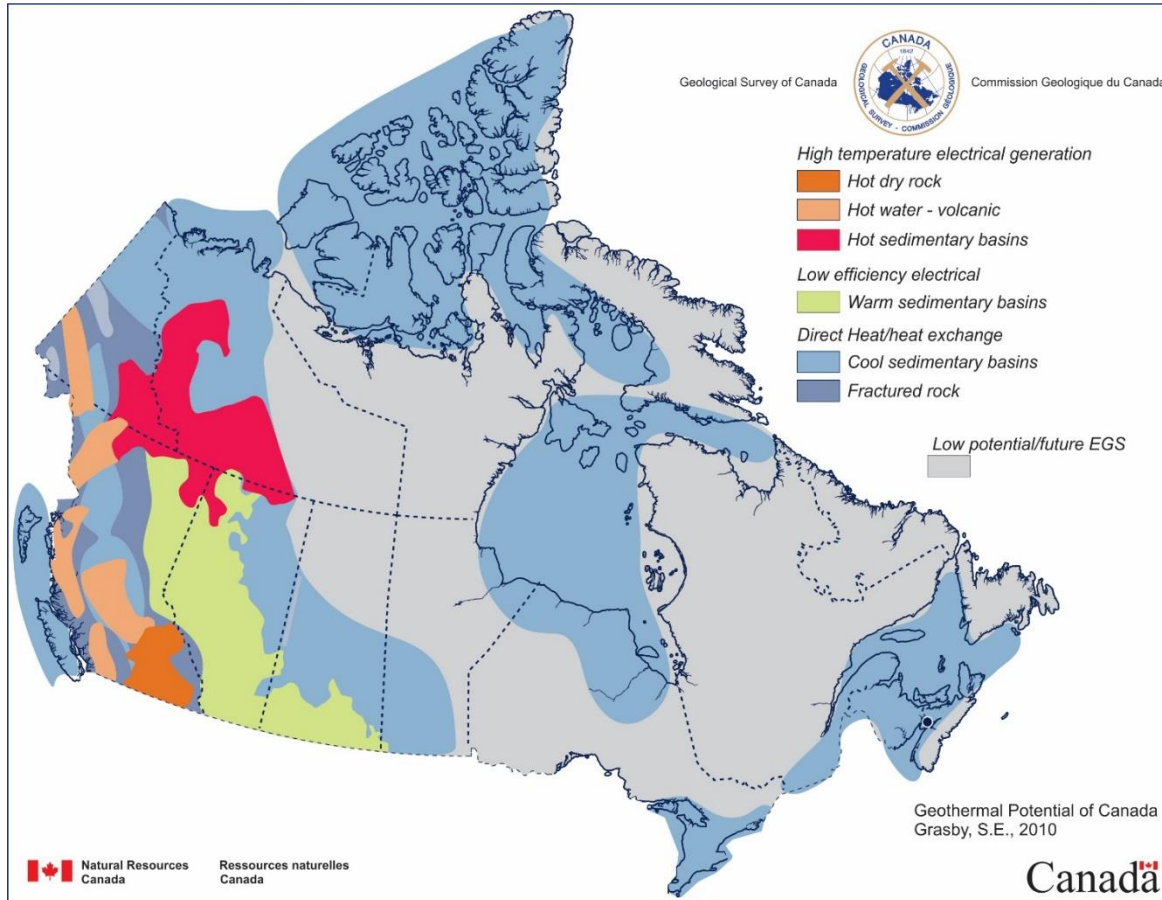 Geological Survey of Canada
CANADA
1842
GEOLOGICAL SURVEY - COMMISSION GÉOLOGIQUE
Commission Geologique du Canada
High temperature electrical generation
Hot dry rock
Hot water - volcanic
Hot sedimentary basins
Low efficiency electrical
Warm sedimentary basins
Direct Heat/heat exchange
Cool sedimentary basins
Fractured rock
Low potential/future EGS
Geothermal Potential of Canada
Grasby, S.E., 2010
Natural Resources
Canada
Ressources naturelles
Canada
Canada